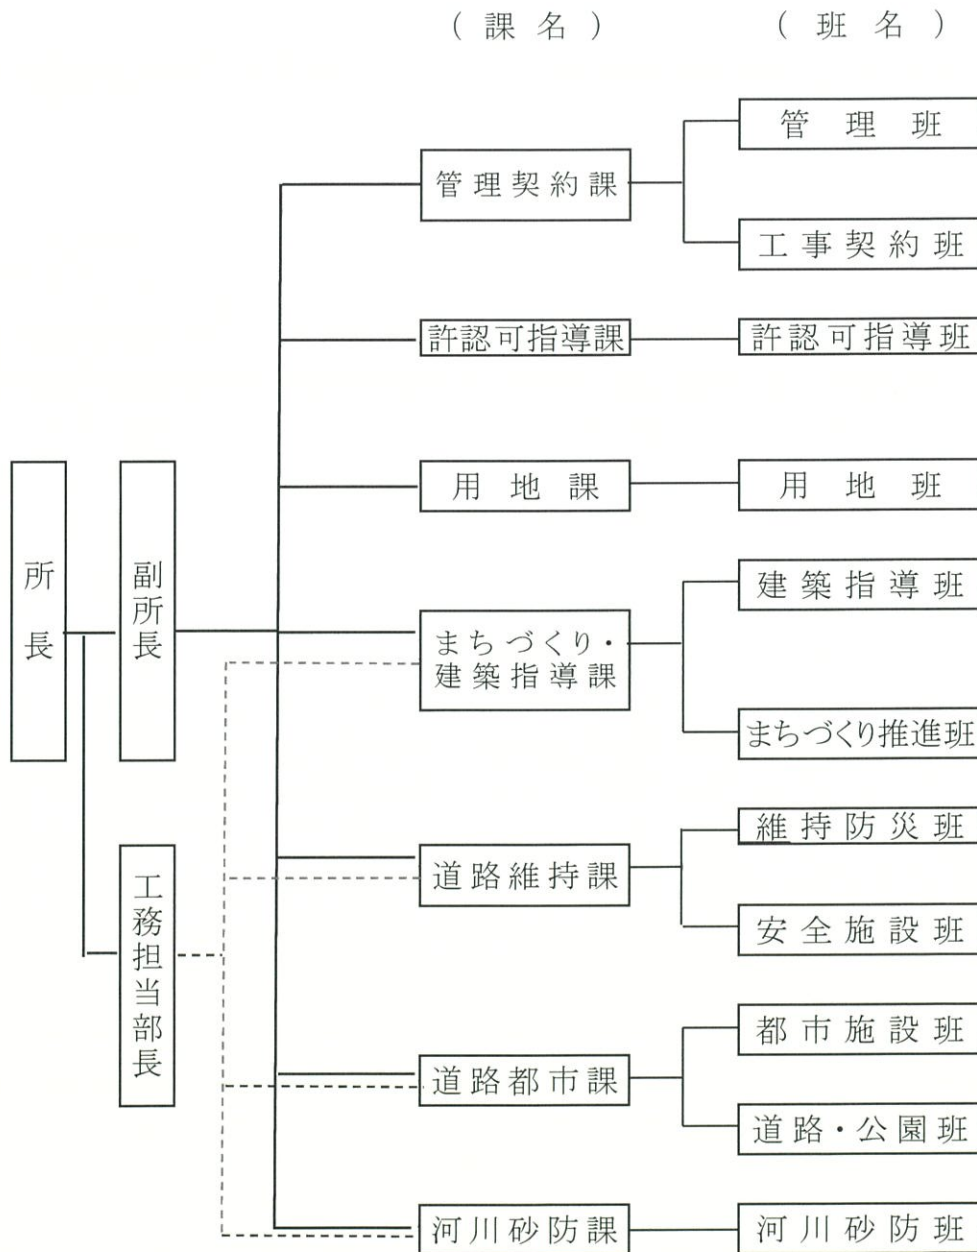 （課名）
（班名）
所長
副所長
工務担当部長
管理契約課
管理班
工事契約班
許認可指導課
許認可指導班
用地課
用地班
まちづくり・
建築指導課
建築指導班
まちづくり推進班
道路維持課
維持防災班
安全施設班
道路都市課
都市施設班
道路・公園班
河川砂防課
河川砂防班